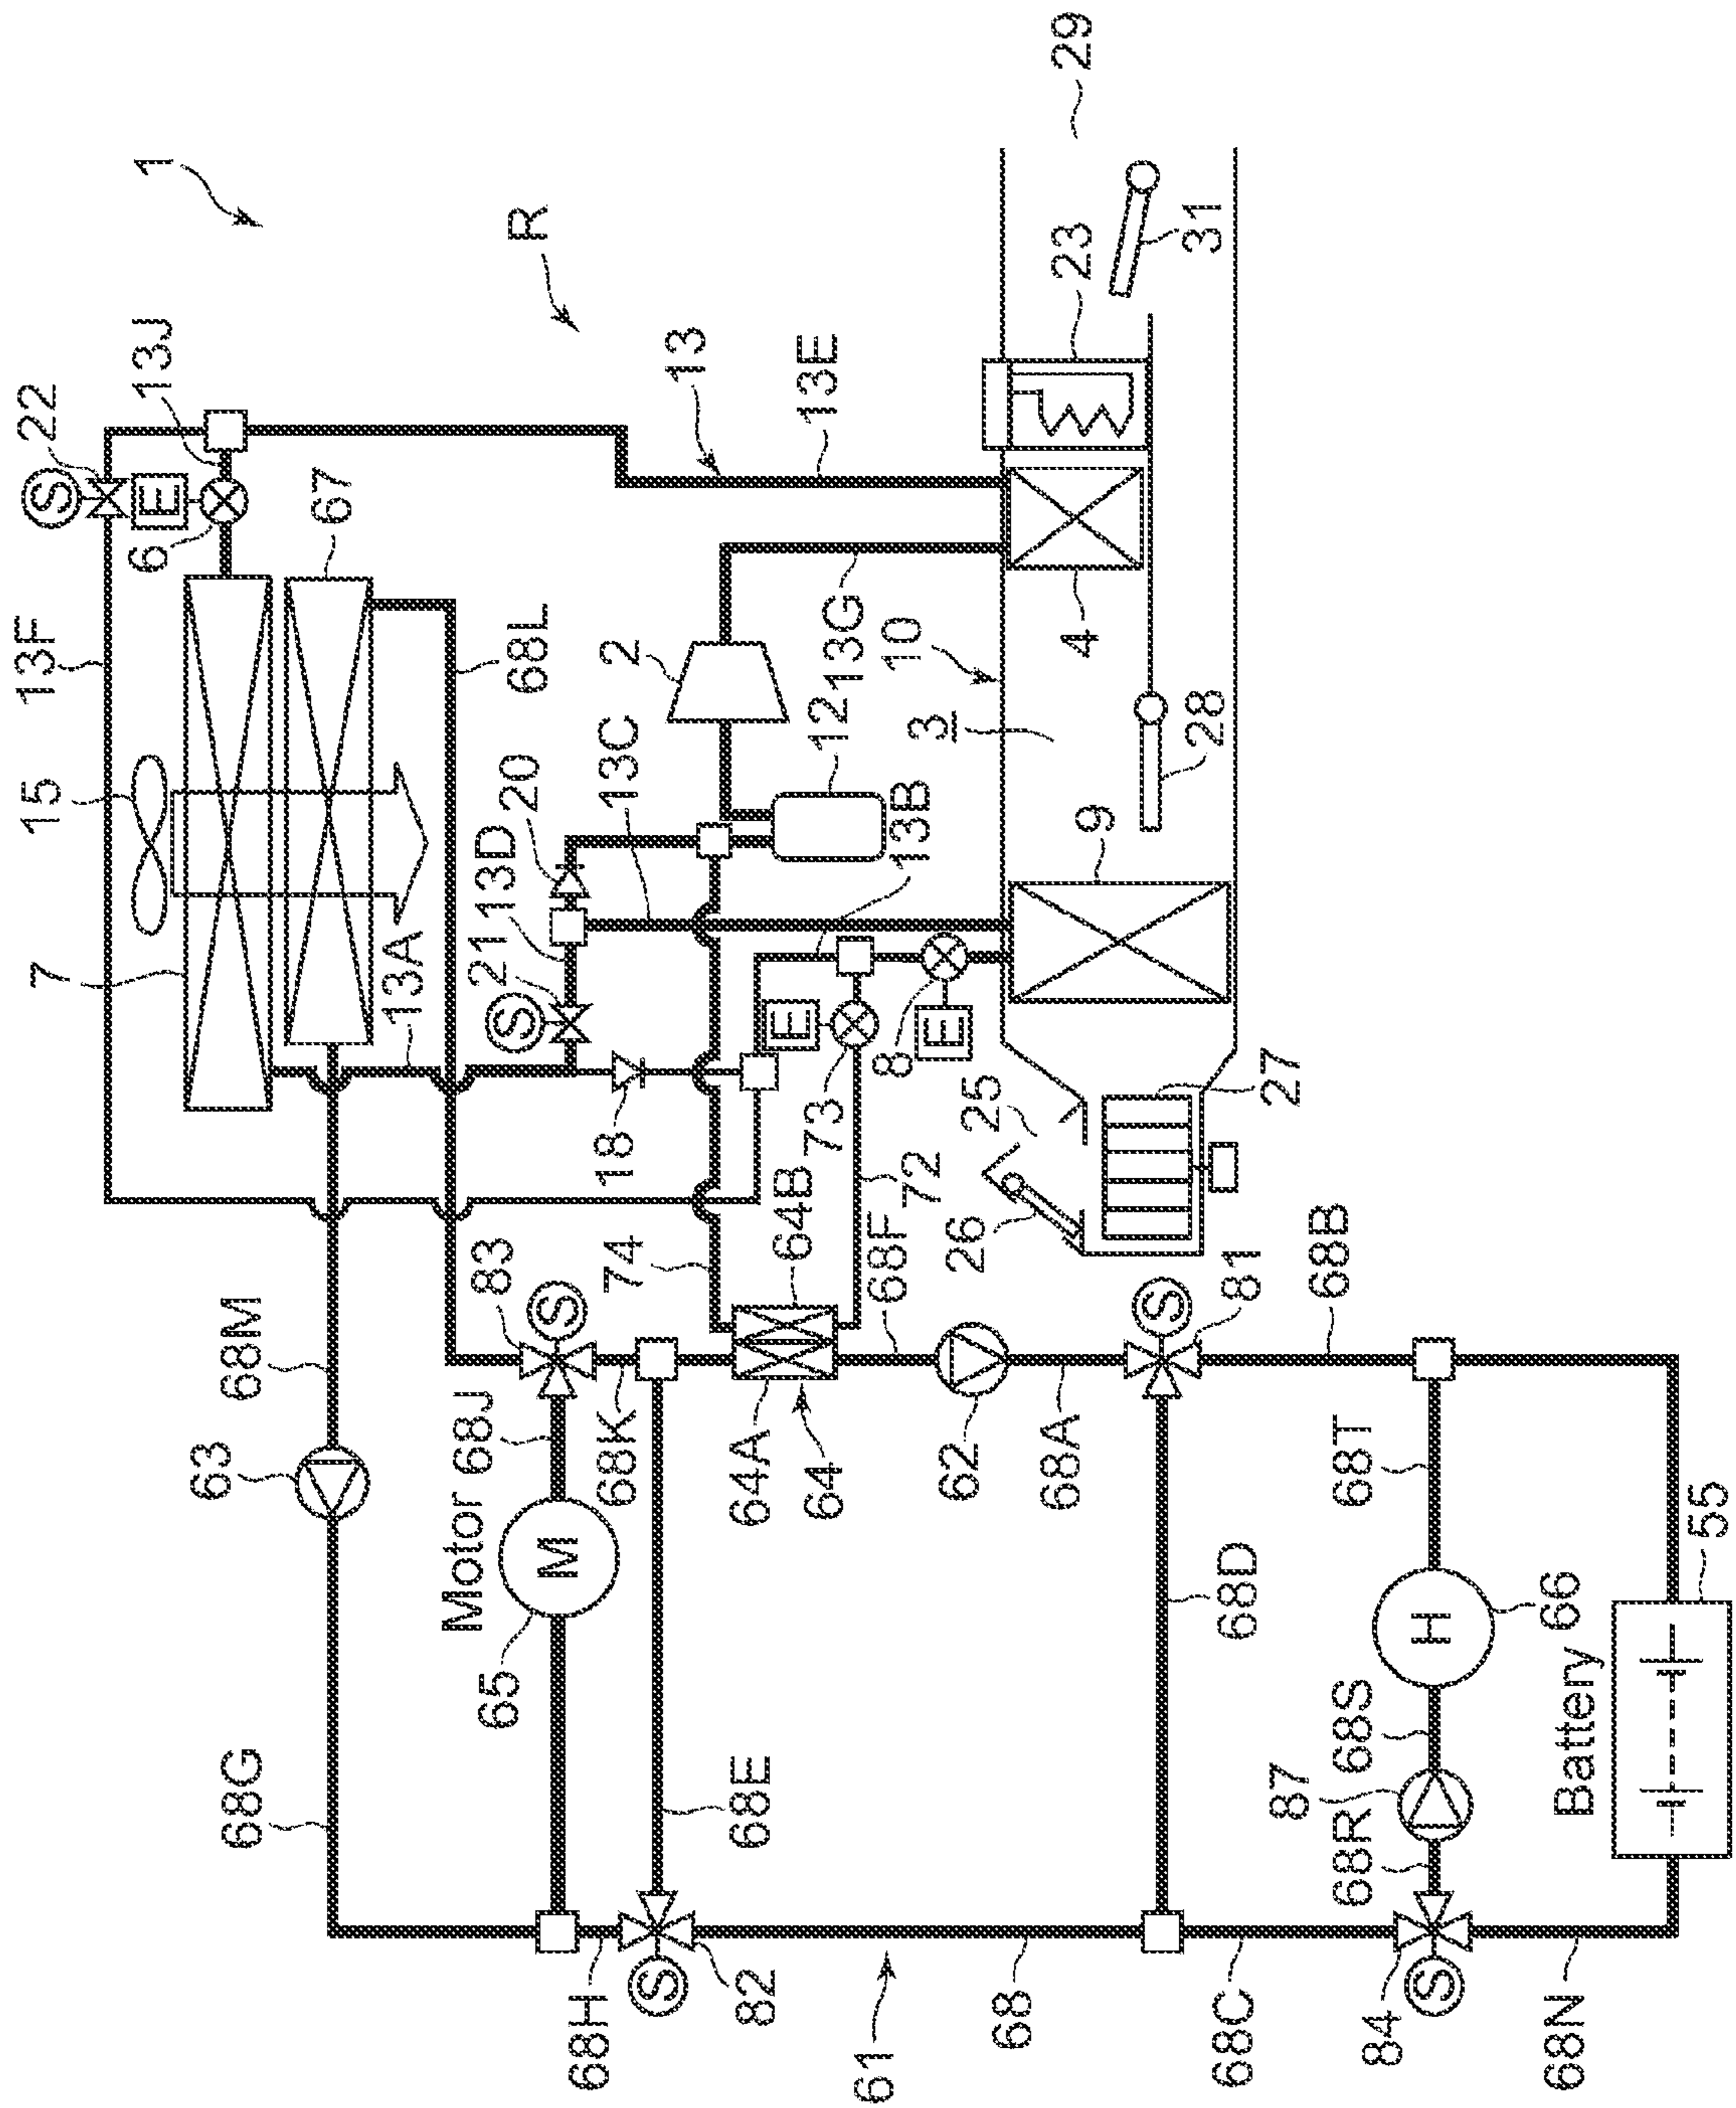 7
15
13F
22
S
6
E
13J
1
63
68M
68G
67
13A
Motor
68J
65
83
21
13D
20
68L
R
S
M
S
68H
18
68K
13C
2
74
S
13
68E
82
64A
E
64B
64
73
12
13G
13E
61
68F
8
13B
10
72
3
E
62
26
25
68
68A
29
23
4
9
S
31
28
68C
68D
81
27
87
68B
68R
68S
68T
84
S
H
66
Battery
68N
55